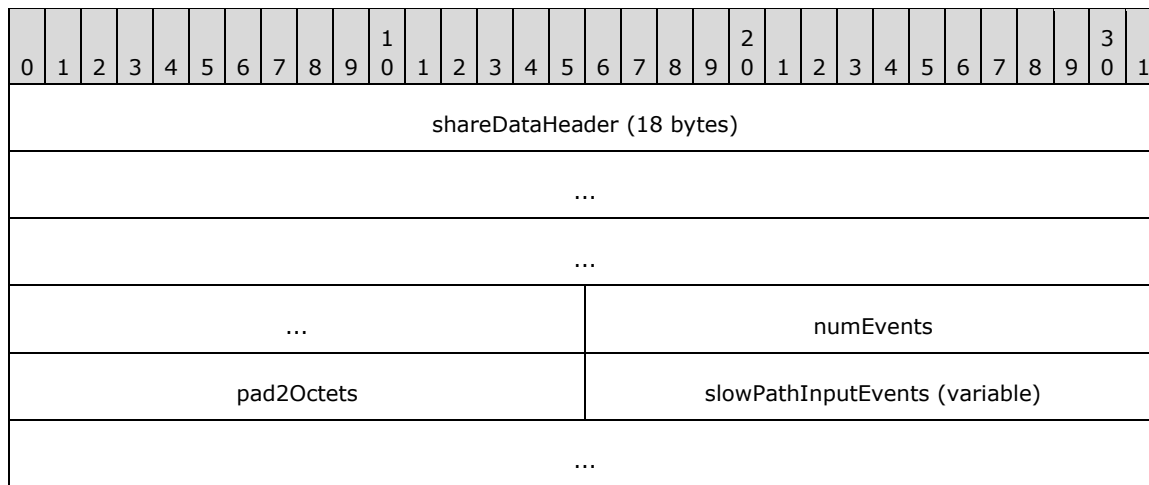 1 2 3
0 1 2 3 4 5 6 7 8 9 0 1 2 3 4 5 6 7 8 9 0 1 2 3 4 5 6 7 8 9 0 1
shareDataHeader (18 bytes)
...
...
... numEvents
pad2Octets slowPathInputEvents (variable)
...